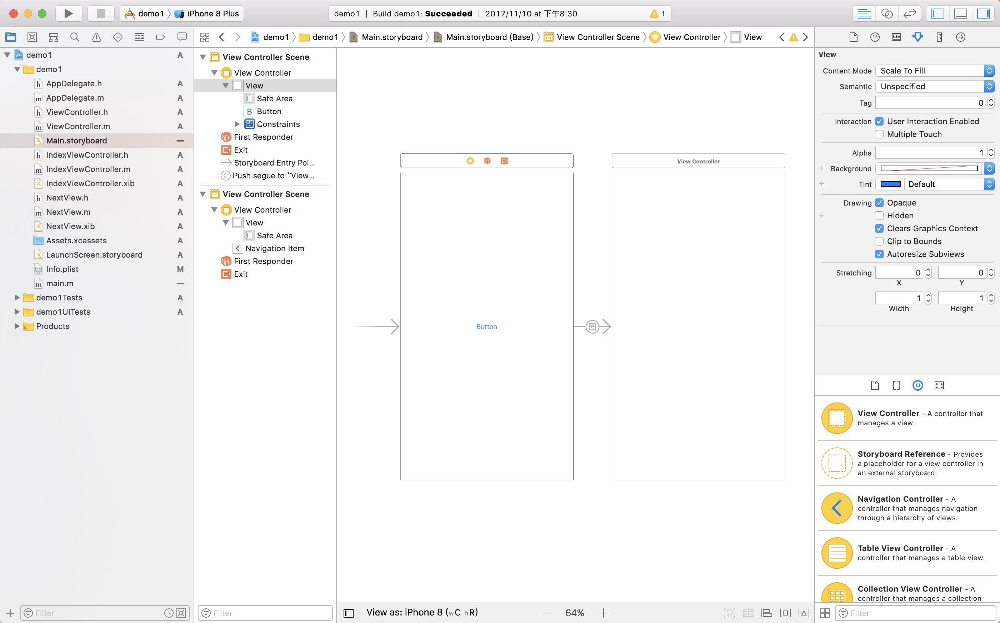 demo1 iPhone 8 Plus
demo1 | Build demo1: Succeeded | 2017/11/10 at 下午8:30 1
demo1 demo1 Main.storyboard Main.storyboard (Base) View Controller Scene View Controller View
demo1 A
demo1
h AppDelegate.h A
m AppDelegate.m A
h ViewController.h A
m ViewController.m A
Main.storyboard
h IndexViewController.h A
m IndexViewController.m A
IndexViewController.xib A
h NextView.h A
m NextView.m A
NextView.xib A
Assets.xcassets A
LaunchScreen.storyboard A
Info.plist M
m main.m
demo1Tests A
demo1UITests A
Products
Filter
View Controller Scene
View Controller
View
Safe Area
B Button
Constraints
First Responder
Exit
Storyboard Entry Poi...
Push segue to “View...
View Controller Scene
View Controller
View
Safe Area
Navigation Item
First Responder
Exit
Filter
View Controller
Button
View as: iPhone 8 (wC hR)
64%
View
Content Mode Scale To Fill
Semantic Unspecified
Tag 0
Interaction User Interaction Enabled
Multiple Touch
Alpha 1
Background
Tint Default
Drawing Opaque
Hidden
Clears Graphics Context
Clip to Bounds
Autoresize Subviews
Stretching 0 0
X Y
1 1
Width Height
View Controller - A controller that
manages a view.
Storyboard Reference - Provides
a placeholder for a view controller in
an external storyboard.
Navigation Controller - A
controller that manages navigation
through a hierarchy of views.
Table View Controller - A
controller that manages a table view.
Collection View Controller - A
controller that manages a collection
Filter